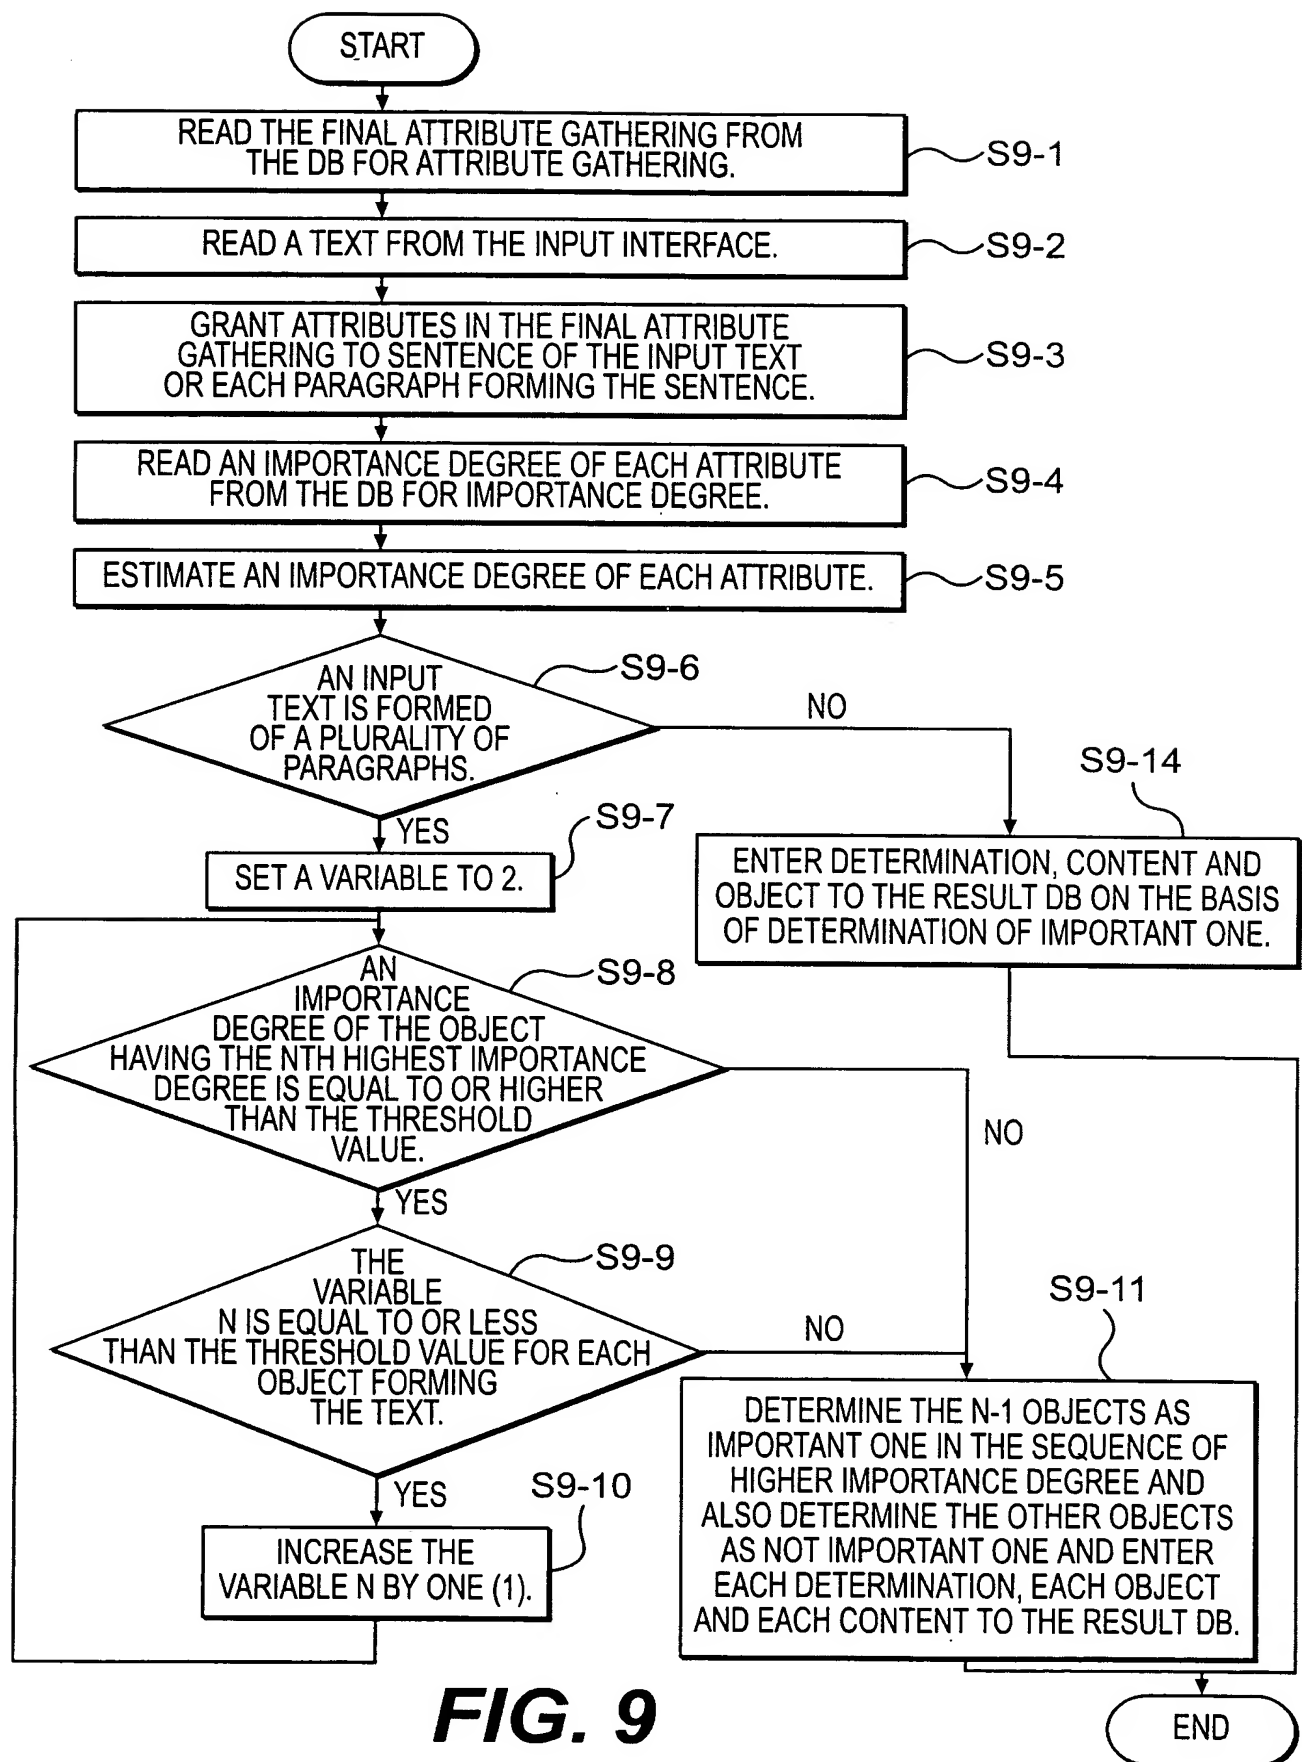 START
READ THE FINAL ATTRIBUTE GATHERING FROM
THE DB FOR ATTRIBUTE GATHERING.
S9-1
READ A TEXT FROM THE INPUT INTERFACE.
S9-2
GRANT ATTRIBUTES IN THE FINAL ATTRIBUTE
GATHERING TO SENTENCE OF THE INPUT TEXT
OR EACH PARAGRAPH FORMING THE SENTENCE.
S9-3
READ AN IMPORTANCE DEGREE OF EACH ATTRIBUTE
FROM THE DB FOR IMPORTANCE DEGREE.
S9-4
ESTIMATE AN IMPORTANCE DEGREE OF EACH ATTRIBUTE.
S9-5
AN INPUT
TEXT IS FORMED
OF A PLURALITY OF
PARAGRAPHS.
S9-6
NO
YES
S9-7
SET A VARIABLE TO 2.
S9-14
ENTER DETERMINATION, CONTENT AND
OBJECT TO THE RESULT DB ON THE BASIS
OF DETERMINATION OF IMPORTANT ONE.
AN
IMPORTANCE
DEGREE OF THE OBJECT
HAVING THE NTH HIGHEST IMPORTANCE
DEGREE IS EQUAL TO OR HIGHER
THAN THE THRESHOLD
VALUE.
S9-8
NO
YES
THE
VARIABLE
N IS EQUAL TO OR LESS
THAN THE THRESHOLD VALUE FOR EACH
OBJECT FORMING
THE TEXT.
S9-9
NO
YES
S9-10
INCREASE THE
VARIABLE N BY ONE (1).
S9-11
DETERMINE THE N-1 OBJECTS AS
IMPORTANT ONE IN THE SEQUENCE OF
HIGHER IMPORTANCE DEGREE AND
ALSO DETERMINE THE OTHER OBJECTS
AS NOT IMPORTANT ONE AND ENTER
EACH DETERMINATION, EACH OBJECT
AND EACH CONTENT TO THE RESULT DB.
END
FIG. 9